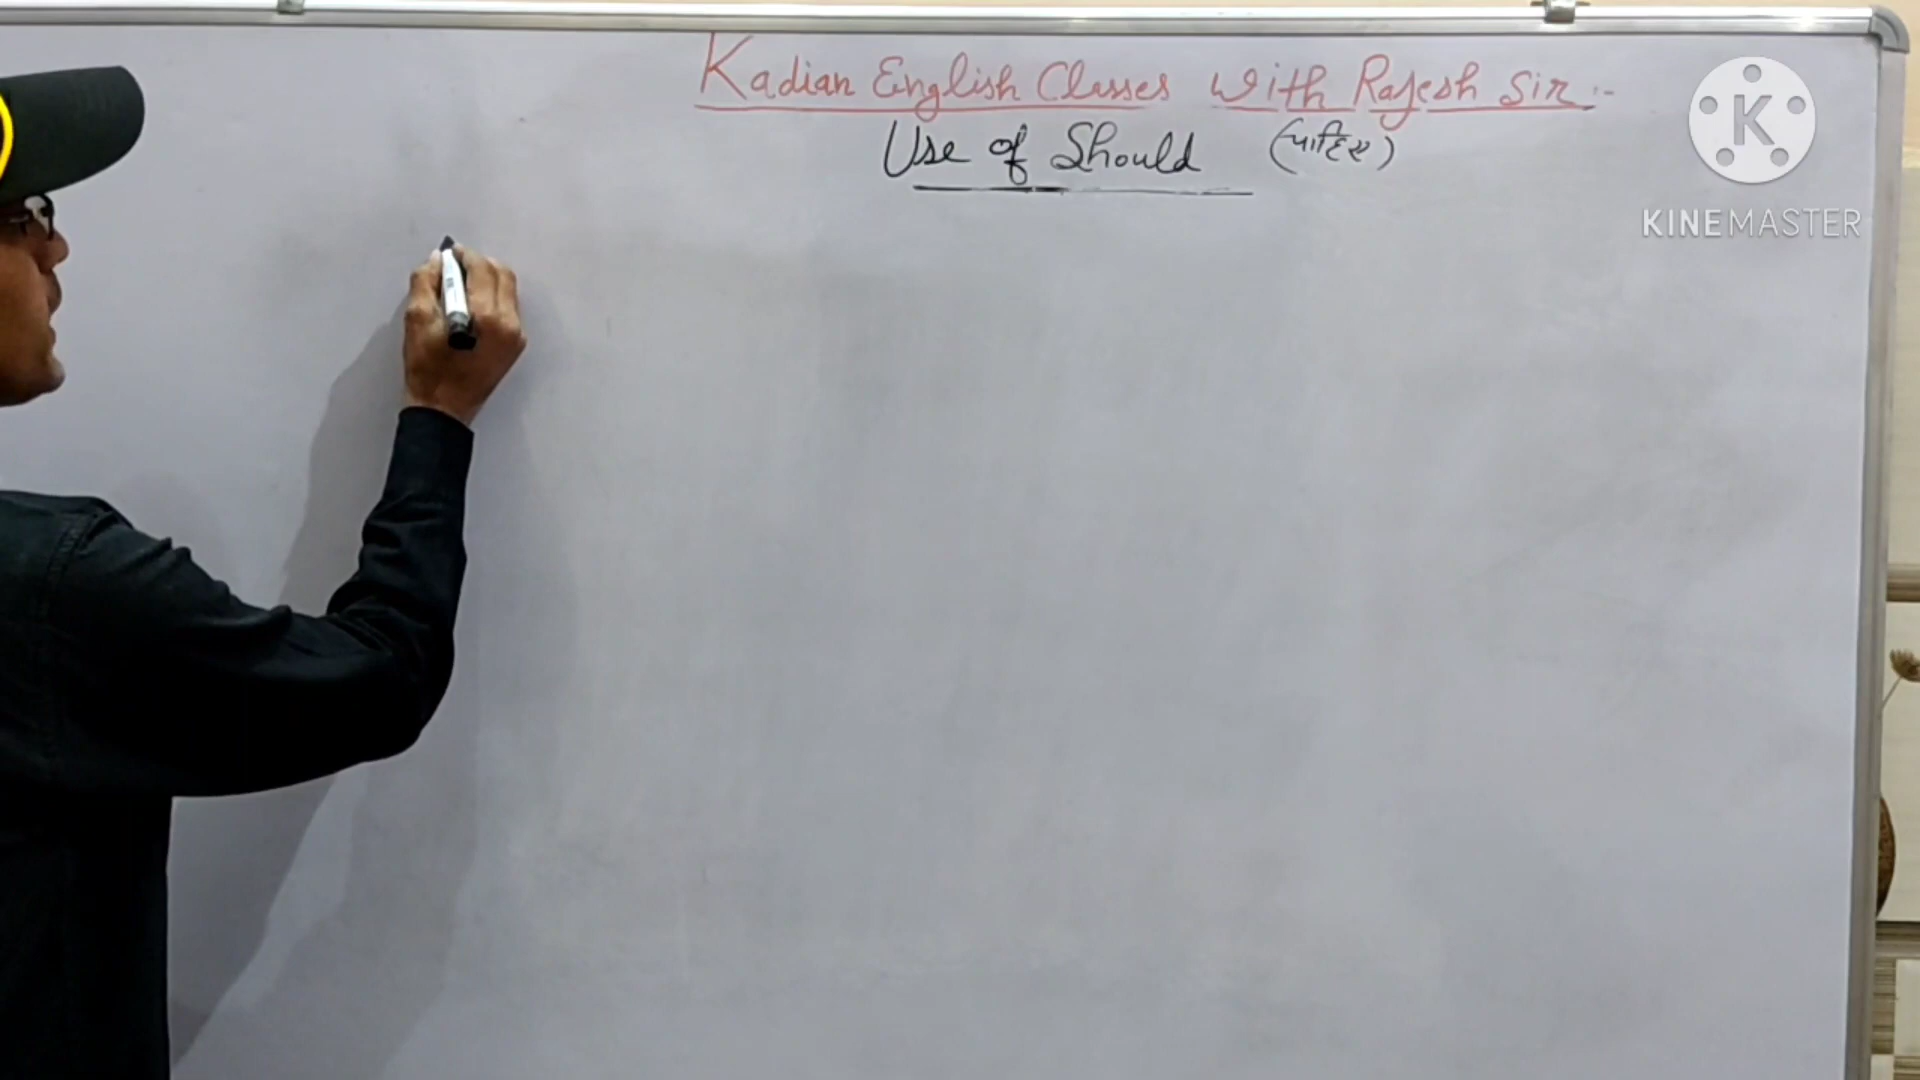 Kadian English Classes With Rajesh Sir :-
Use of Should (चाहिए)
K
KINEMASTER